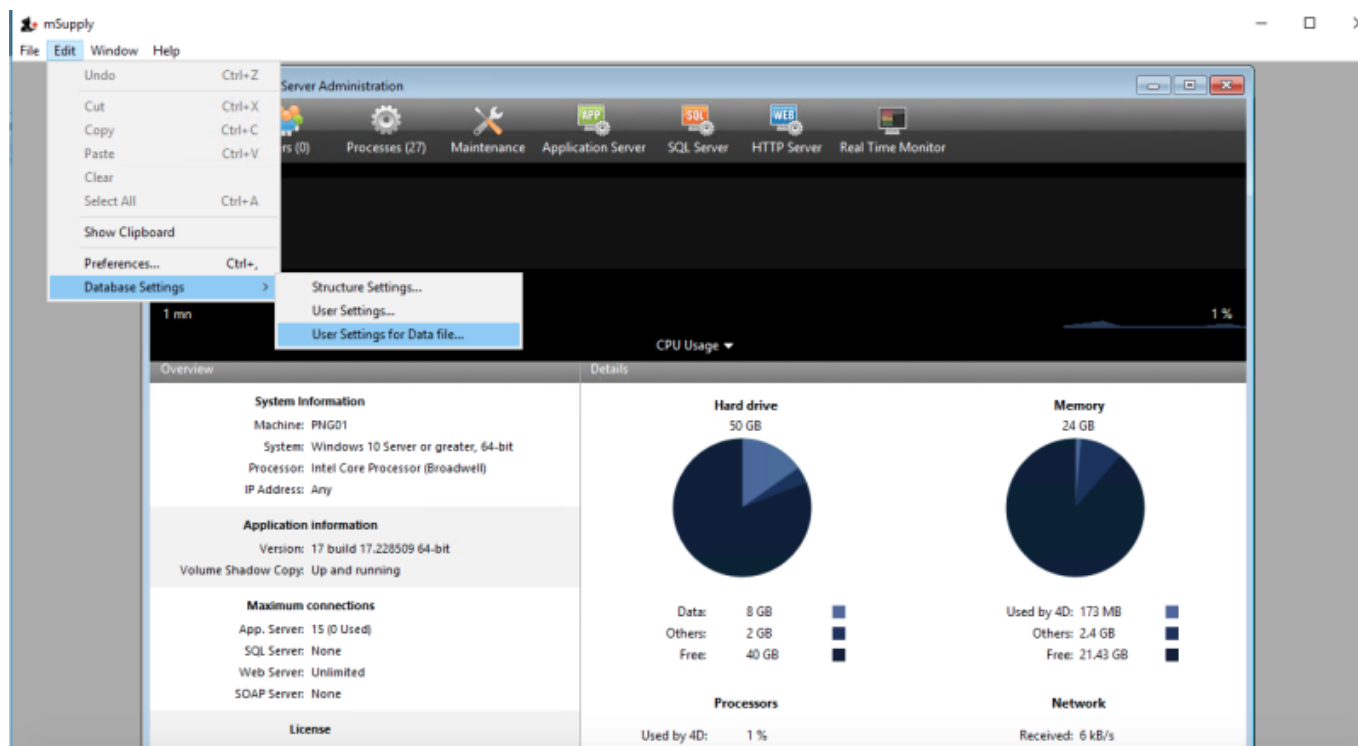 mSupply
File Edit Window Help
Undo Ctrl+Z
Cut Ctrl+X
Copy Ctrl+C
Paste Ctrl+V
Clear
Select All Ctrl+A
Show Clipboard
Preferences... Ctrl+,
Database Settings >
Structure Settings...
User Settings...
User Settings for Data file...
Server Administration
rs (0) Processes (27) Maintenance Application Server SQL Server HTTP Server Real Time Monitor
APP SQL WEB
1 mn 1 %
CPU Usage
Overview Details
System Information
Machine: PNG01
System: Windows 10 Server or greater, 64-bit
Processor: Intel Core Processor (Broadwell)
IP Address: Any
Application information
Version: 17 build 17.228509 64-bit
Volume Shadow Copy: Up and running
Maximum connections
App. Server: 15 (0 Used)
SQL Server: None
Web Server: Unlimited
SOAP Server: None
License
Hard drive
50 GB
Data: 8 GB
Others: 2 GB
Free: 40 GB
Processors
Used by 4D: 1 %
Memory
24 GB
Used by 4D: 173 MB
Others: 2.4 GB
Free: 21.43 GB
Network
Received: 6 kB/s